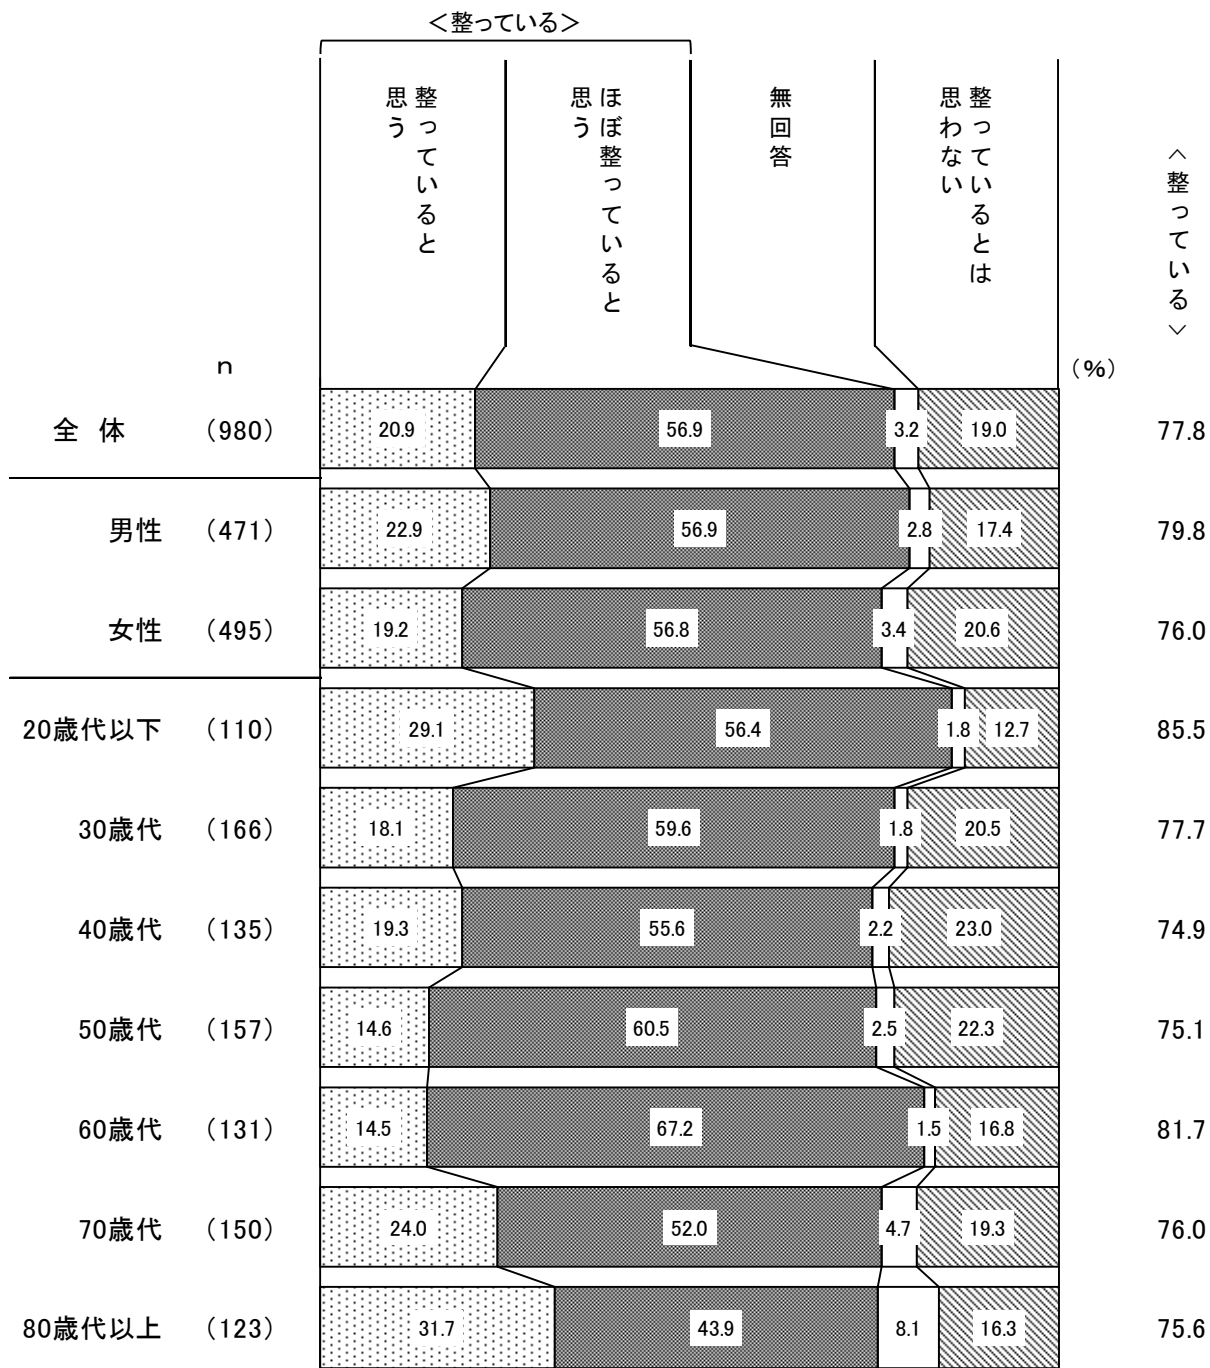 ＜整っている＞
整っていると
思う
ほぼ整っていると
思う
無回答
整っているとは
思わない
＜整っている＞
n
（%）
全 体 （980） 20.9 56.9 3.2 19.0 77.8
男性 （471） 22.9 56.9 2.8 17.4 79.8
女性 （495） 19.2 56.8 3.4 20.6 76.0
20歳代以下 （110） 29.1 56.4 1.8 12.7 85.5
30歳代 （166） 18.1 59.6 1.8 20.5 77.7
40歳代 （135） 19.3 55.6 2.2 23.0 74.9
50歳代 （157） 14.6 60.5 2.5 22.3 75.1
60歳代 （131） 14.5 67.2 1.5 16.8 81.7
70歳代 （150） 24.0 52.0 4.7 19.3 76.0
80歳代以上 （123） 31.7 43.9 8.1 16.3 75.6